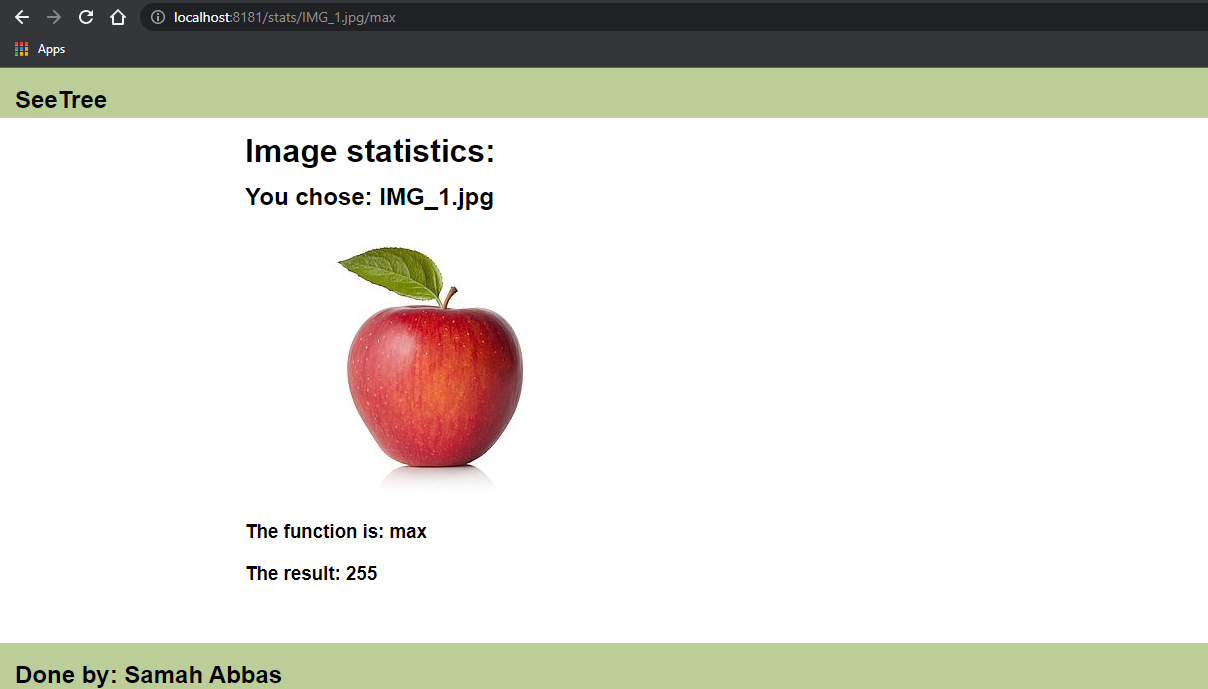 localhost:8181/stats/IMG_1.jpg/max
Apps
SeeTree
Image statistics:
You chose: IMG_1.jpg
The function is: max
The result: 255
Done by: Samah Abbas